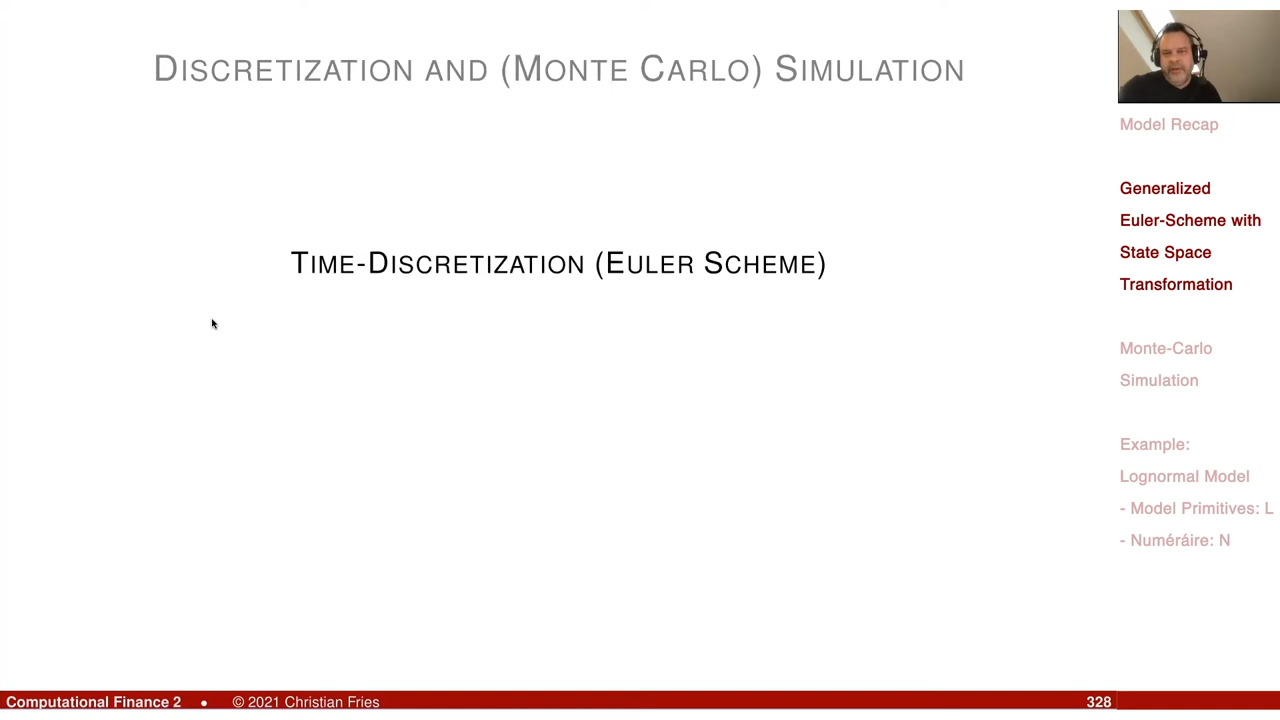 DISCRETIZATION AND (MONTE CARLO) SIMULATION
TIME-DISCRETIZATION (EULER SCHEME)
Model Recap
Generalized
Euler-Scheme with
State Space
Transformation
Monte-Carlo
Simulation
Example:
Lognormal Model
- Model Primitives: L
- Numéráire: N
Computational Finance 2 • © 2021 Christian Fries 328